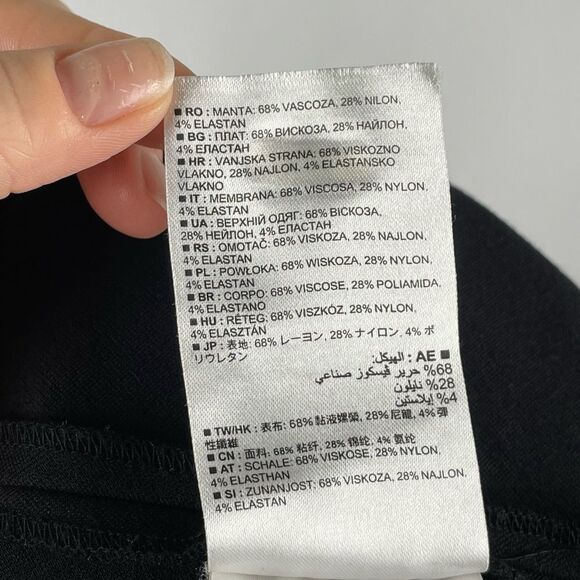 ■ RO : MANTA: 68% VASCOZA, 28% NILON,
4% ELASTAN
■ BG : ПЛАТ: 68% ВИСКОЗА, 28% НАЙЛОН,
4% ЕЛАСТАН
■ HR : VANJSKA STRANA: 68% VISKOZNO
VLAKNO, 28% NAJLON, 4% ELASTANSKO
VLAKNO
■ IT : MEMBRANA: 68% VISCOSA, 28% NYLON,
4% ELASTAN
■ UA : ВЕРХНІЙ ОДЯГ: 68% ВІСКОЗА,
28% НЕЙЛОН, 4% ЕЛАСТАН
■ RS : OMOTAČ: 68% VISKOZA, 28% NAJLON,
4% ELASTAN
■ PL : POWŁOKA: 68% WISKOZA, 28% NYLON,
4% ELASTAN
■ BR : CORPO: 68% VISCOSE, 28% POLIAMIDA,
4% ELASTANO
■ HU : RÉTEG: 68% VISZKÓZ, 28% NYLON,
4% ELASZTÁN
■ JP : 表地: 68% レーヨン, 28% ナイロン, 4% ポ
リウレタン
■ AE : الهيكل:
68% حرير فيسكوز صناعي
28% نايلون
4% إيلاستين
■ TW/HK : 表布: 68% 黏液嫘縈, 28% 尼龍, 4% 彈
性纖維
■ CN : 面料: 68% 粘纤, 28% 锦纶, 4% 氨纶
■ AT : SCHALE: 68% VISKOSE, 28% NYLON,
4% ELASTHAN
■ SI : ZUNANJOST: 68% VISKOZA, 28% NAJLON,
4% ELASTAN